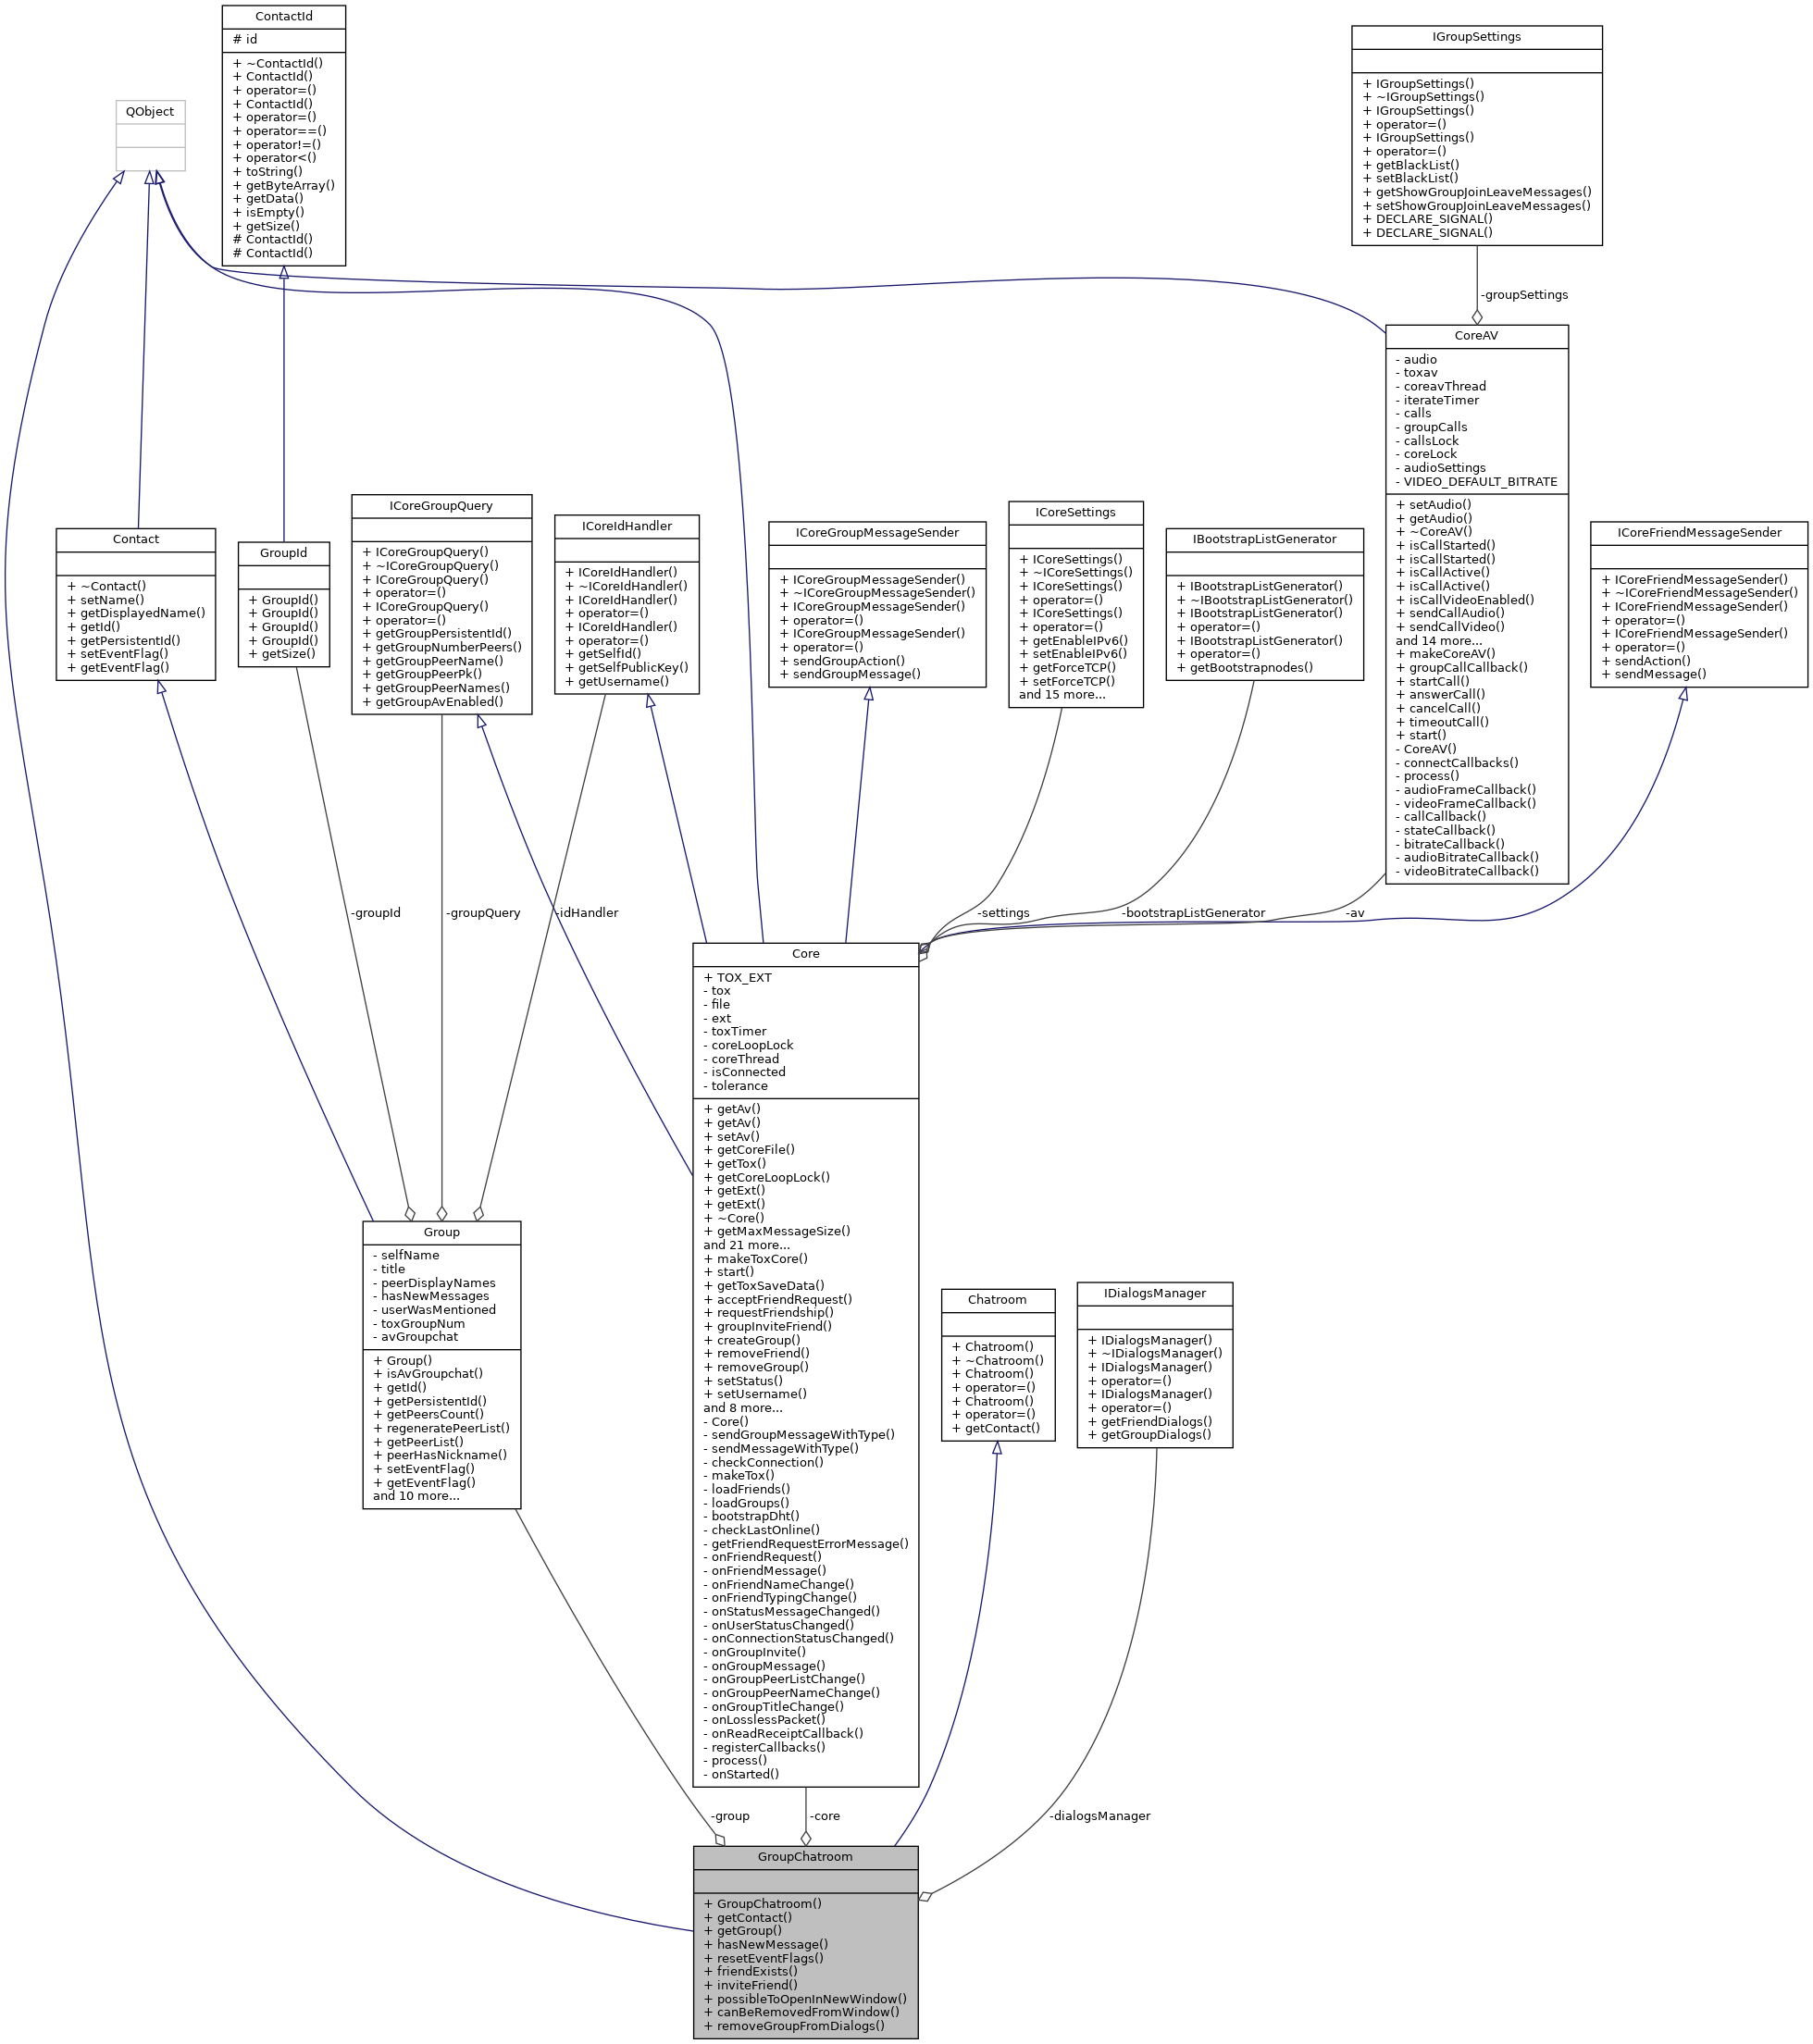 ContactId
# id
+ ~ContactId()
+ ContactId()
+ operator=()
+ ContactId()
+ operator=()
+ operator==()
+ operator!=()
+ operator<()
+ toString()
+ getByteArray()
+ getData()
+ isEmpty()
+ getSize()
# ContactId()
# ContactId()
IGroupSettings
+ IGroupSettings()
+ ~IGroupSettings()
+ IGroupSettings()
+ operator=()
+ IGroupSettings()
+ operator=()
+ getBlackList()
+ setBlackList()
+ getShowGroupJoinLeaveMessages()
+ setShowGroupJoinLeaveMessages()
+ DECLARE_SIGNAL()
+ DECLARE_SIGNAL()
QObject
-groupSettings
CoreAV
- audio
- toxav
- coreavThread
- iterateTimer
- calls
- groupCalls
- callsLock
- coreLock
- audioSettings
- VIDEO_DEFAULT_BITRATE
+ setAudio()
+ getAudio()
+ ~CoreAV()
+ isCallStarted()
+ isCallStarted()
+ isCallActive()
+ isCallActive()
+ isCallVideoEnabled()
+ sendCallAudio()
+ sendCallVideo()
and 14 more...
+ makeCoreAV()
+ groupCallCallback()
+ startCall()
+ answerCall()
+ cancelCall()
+ timeoutCall()
+ start()
- CoreAV()
- connectCallbacks()
- process()
- audioFrameCallback()
- videoFrameCallback()
- callCallback()
- stateCallback()
- bitrateCallback()
- audioBitrateCallback()
- videoBitrateCallback()
Contact
+ ~Contact()
+ setName()
+ getDisplayedName()
+ getId()
+ getPersistentId()
+ setEventFlag()
+ getEventFlag()
GroupId
+ GroupId()
+ GroupId()
+ GroupId()
+ GroupId()
+ getSize()
ICoreGroupQuery
+ ICoreGroupQuery()
+ ~ICoreGroupQuery()
+ ICoreGroupQuery()
+ operator=()
+ ICoreGroupQuery()
+ operator=()
+ getGroupPersistentId()
+ getGroupNumberPeers()
+ getGroupPeerName()
+ getGroupPeerPk()
+ getGroupPeerNames()
+ getGroupAvEnabled()
ICoreIdHandler
+ ICoreIdHandler()
+ ~ICoreIdHandler()
+ ICoreIdHandler()
+ operator=()
+ ICoreIdHandler()
+ operator=()
+ getSelfId()
+ getSelfPublicKey()
+ getUsername()
ICoreGroupMessageSender
+ ICoreGroupMessageSender()
+ ~ICoreGroupMessageSender()
+ ICoreGroupMessageSender()
+ operator=()
+ ICoreGroupMessageSender()
+ operator=()
+ sendGroupAction()
+ sendGroupMessage()
ICoreSettings
+ ICoreSettings()
+ ~ICoreSettings()
+ ICoreSettings()
+ operator=()
+ ICoreSettings()
+ operator=()
+ getEnableIPv6()
+ setEnableIPv6()
+ getForceTCP()
+ setForceTCP()
and 15 more...
IBootstrapListGenerator
+ IBootstrapListGenerator()
+ ~IBootstrapListGenerator()
+ IBootstrapListGenerator()
+ operator=()
+ IBootstrapListGenerator()
+ operator=()
+ getBootstrapnodes()
ICoreFriendMessageSender
+ ICoreFriendMessageSender()
+ ~ICoreFriendMessageSender()
+ ICoreFriendMessageSender()
+ operator=()
+ ICoreFriendMessageSender()
+ operator=()
+ sendAction()
+ sendMessage()
-groupId
-groupQuery
-idHandler
-settings
-bootstrapListGenerator
-av
Core
+ TOX_EXT
- tox
- file
- ext
- toxTimer
- coreLoopLock
- coreThread
- isConnected
- tolerance
+ getAv()
+ getAv()
+ setAv()
+ getCoreFile()
+ getTox()
+ getCoreLoopLock()
+ getExt()
+ getExt()
+ ~Core()
+ getMaxMessageSize()
and 21 more...
+ makeToxCore()
+ start()
+ getToxSaveData()
+ acceptFriendRequest()
+ requestFriendship()
+ groupInviteFriend()
+ createGroup()
+ removeFriend()
+ removeGroup()
+ setStatus()
+ setUsername()
and 8 more...
- Core()
- sendGroupMessageWithType()
- sendMessageWithType()
- checkConnection()
- makeTox()
- loadFriends()
- loadGroups()
- bootstrapDht()
- checkLastOnline()
- getFriendRequestErrorMessage()
- onFriendRequest()
- onFriendMessage()
- onFriendNameChange()
- onFriendTypingChange()
- onStatusMessageChanged()
- onUserStatusChanged()
- onConnectionStatusChanged()
- onGroupInvite()
- onGroupMessage()
- onGroupPeerListChange()
- onGroupPeerNameChange()
- onGroupTitleChange()
- onLosslessPacket()
- onReadReceiptCallback()
- registerCallbacks()
- process()
- onStarted()
Group
- selfName
- title
- peerDisplayNames
- hasNewMessages
- userWasMentioned
- toxGroupNum
- avGroupchat
+ Group()
+ isAvGroupchat()
+ getId()
+ getPersistentId()
+ getPeersCount()
+ regeneratePeerList()
+ getPeerList()
+ peerHasNickname()
+ setEventFlag()
+ getEventFlag()
and 10 more...
Chatroom
+ Chatroom()
+ ~Chatroom()
+ Chatroom()
+ operator=()
+ Chatroom()
+ operator=()
+ getContact()
IDialogsManager
+ IDialogsManager()
+ ~IDialogsManager()
+ IDialogsManager()
+ operator=()
+ IDialogsManager()
+ operator=()
+ getFriendDialogs()
+ getGroupDialogs()
-group
-core
-dialogsManager
GroupChatroom
+ GroupChatroom()
+ getContact()
+ getGroup()
+ hasNewMessage()
+ resetEventFlags()
+ friendExists()
+ inviteFriend()
+ possibleToOpenInNewWindow()
+ canBeRemovedFromWindow()
+ removeGroupFromDialogs()